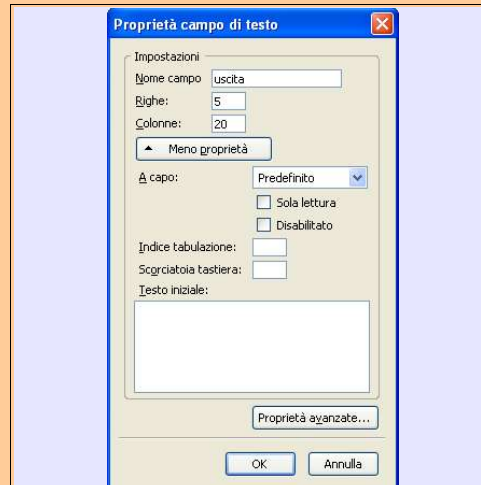 Proprietà campo di testo
Impostazioni
Nome campo uscita
Righe: 5
Colonne: 20
Meno proprietà
A capo: Predefinito
Sola lettura
Disabilitato
Indice tabulazione:
Scorciatoia tastiera:
Testo iniziale:
Proprietà avanzate...
OK Annulla